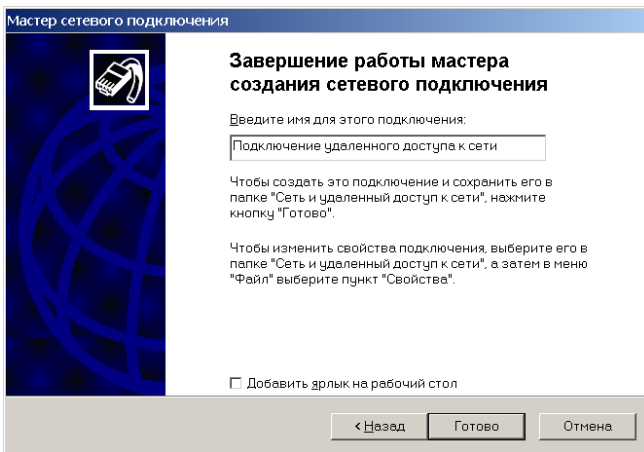 Мастер сетевого подключения
Завершение работы мастера
создания сетевого подключения
Введите имя для этого подключения:
Подключение удаленного доступа к сети
Чтобы создать это подключение и сохранить его в
папке "Сеть и удаленный доступ к сети", нажмите
кнопку "Готово".
Чтобы изменить свойства подключения, выберите его в
папке "Сеть и удаленный доступ к сети", а затем в меню
"Файл" выберите пункт "Свойства".
Добавить ярлык на рабочий стол
< Назад
Готово
Отмена